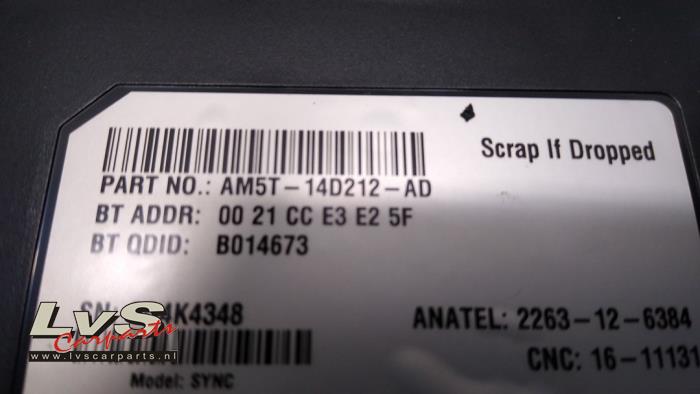 Scrap If Dropped
PART NO.: AM5T-14D212-AD
BT ADDR: 00 21 CC E3 E2 5F
BT QDID: B014673
4K4348
ANATEL: 2263-12-6384
CNC: 16-11131
Model: SYNC
LvS
Carparts
www.lvscarparts.nl